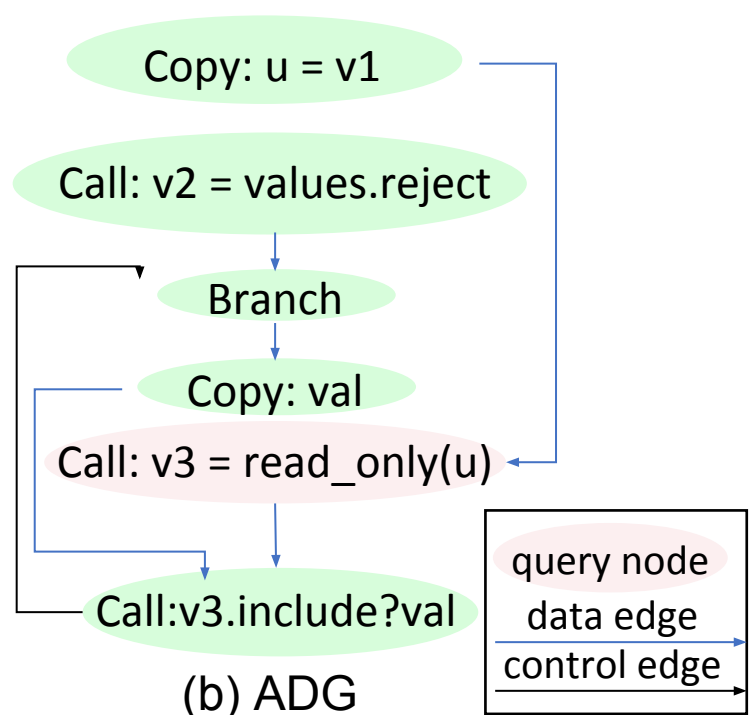 Copy: u = v1
Call: v2 = values.reject
Branch
Copy: val
Call: v3 = read_only(u)
Call:v3.include?val
query node
data edge
control edge
(b) ADG